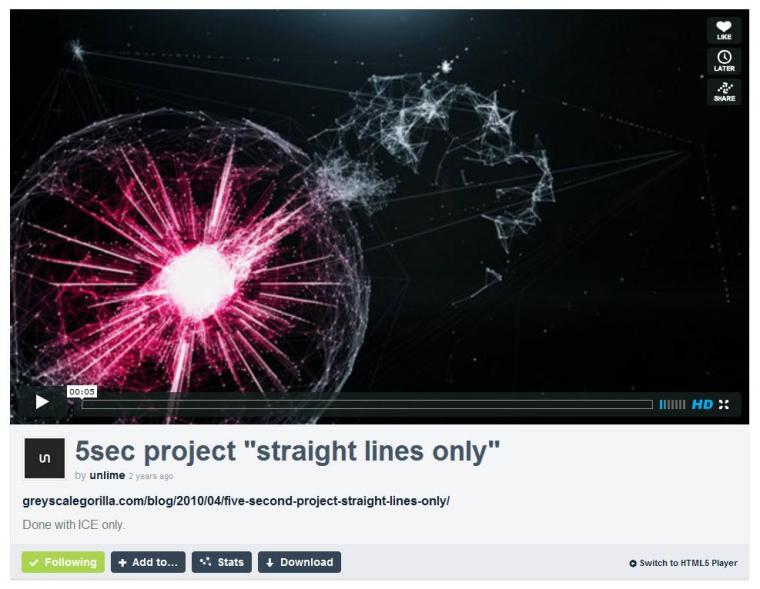 LIKE
LATER
SHARE
00:05
HD
5sec project "straight lines only"
by unlime 2 years ago
greyscalegorilla.com/blog/2010/04/five-second-project-straight-lines-only/
Done with ICE only.
Following
Add to...
Stats
Download
Switch to HTML5 Player